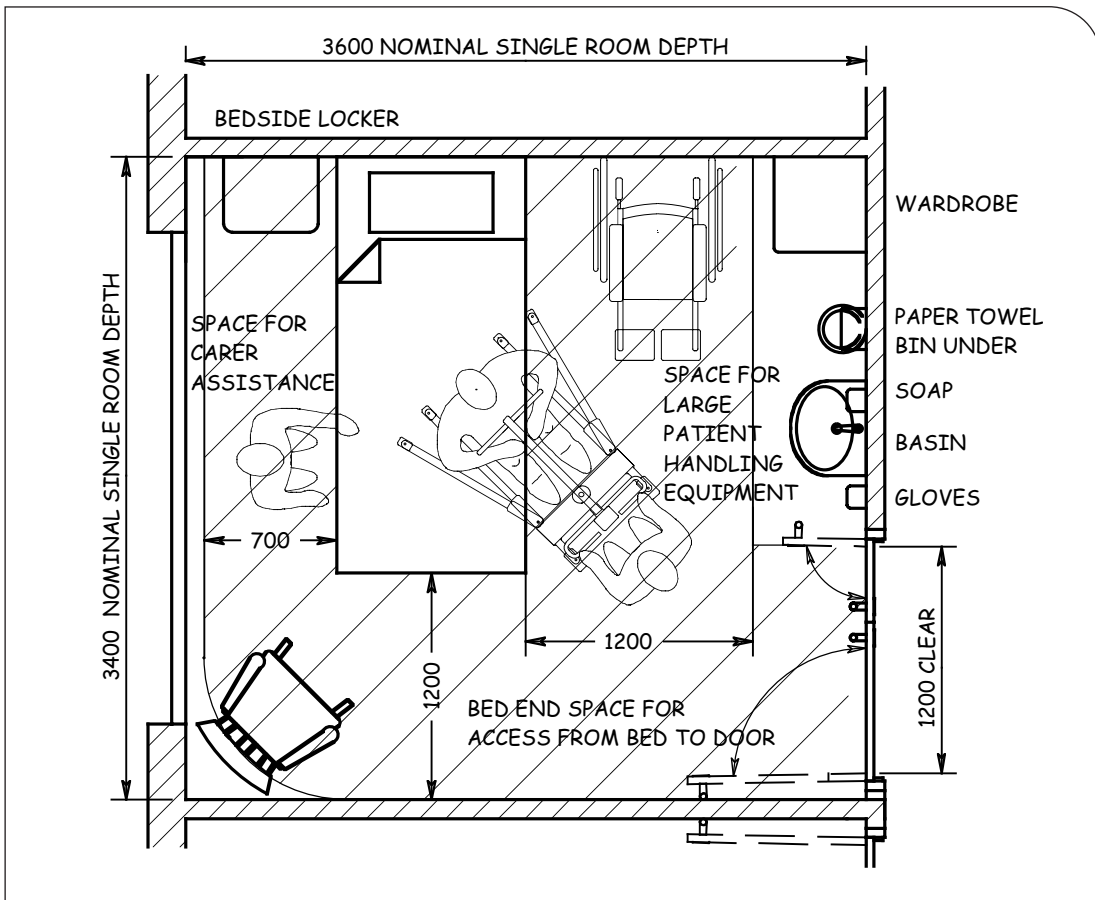 3600 NOMINAL SINGLE ROOM DEPTH
BEDSIDE LOCKER
WARDROBE
3400 NOMINAL SINGLE ROOM DEPTH
SPACE FOR
CARER
ASSISTANCE
PAPER TOWEL
BIN UNDER
SPACE FOR
LARGE
PATIENT
HANDLING
EQUIPMENT
SOAP
BASIN
GLOVES
700
1200
1200
1200 CLEAR
BED END SPACE FOR
ACCESS FROM BED TO DOOR